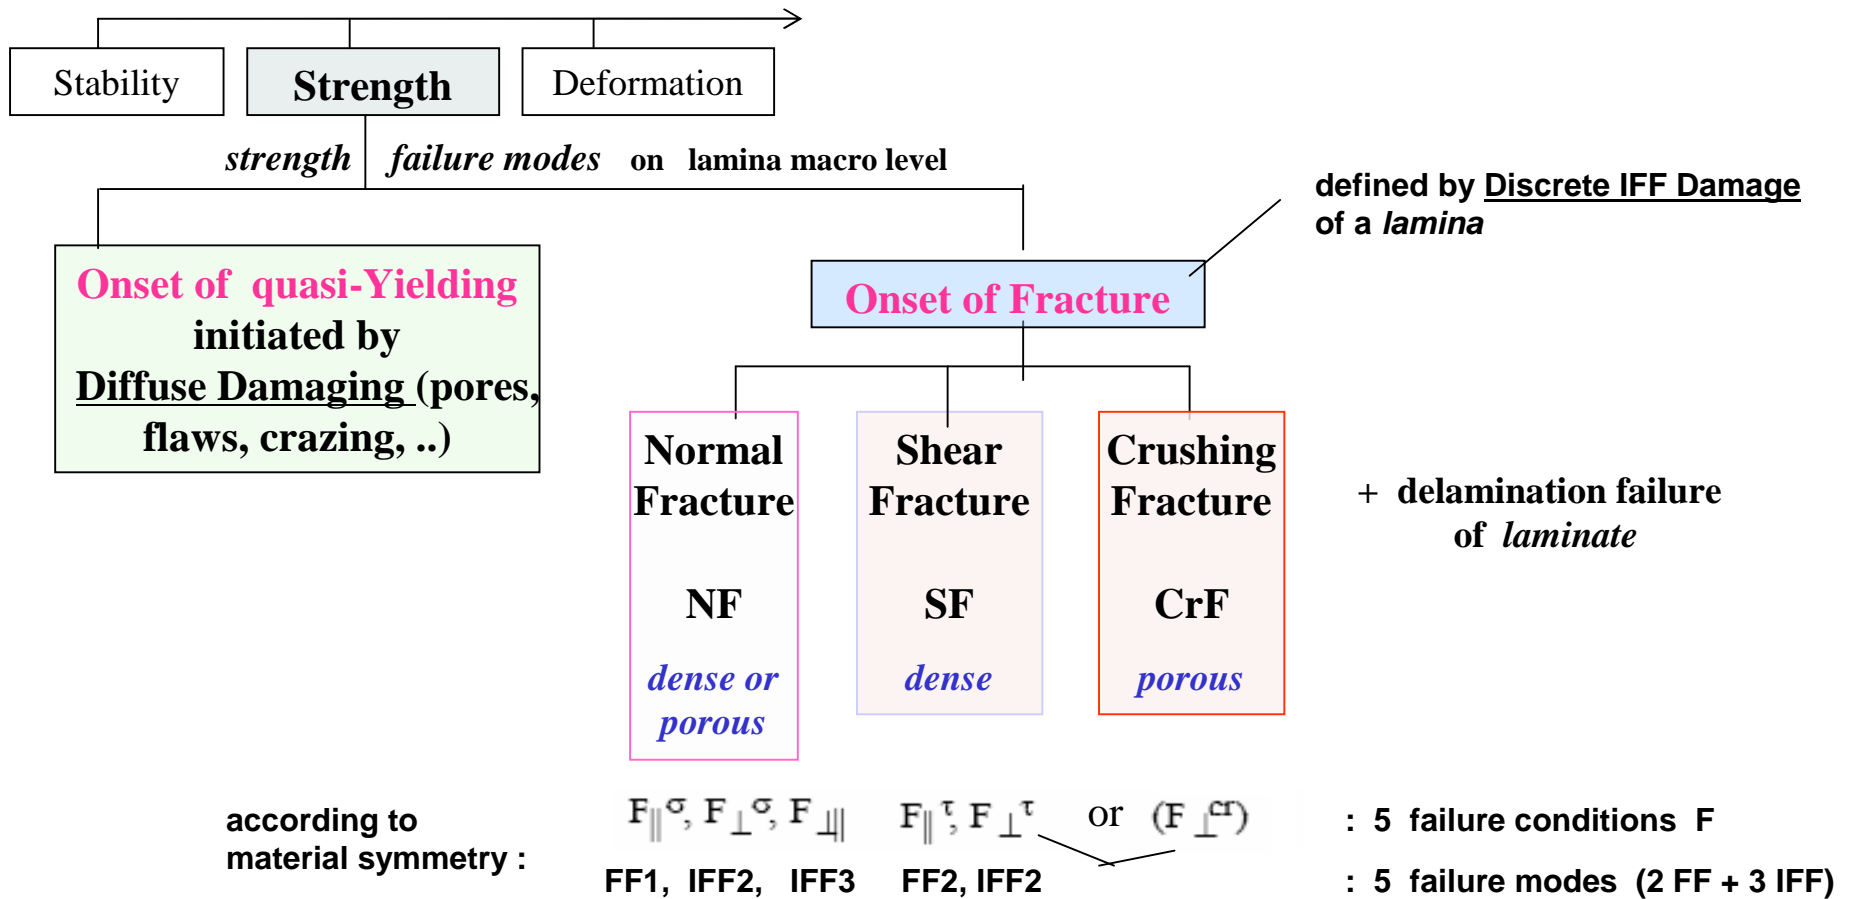 Stability
Strength
Deformation
strength failure modes on lamina macro level
defined by Discrete IFF Damage
of a lamina
Onset of quasi-Yielding
initiated by
Diffuse Damaging (pores,
flaws, crazing, ..)
Onset of Fracture
Normal
Fracture
NF
dense or
porous
Shear
Fracture
SF
dense
Crushing
Fracture
CrF
porous
+ delamination failure
of laminate
according to
material symmetry :
F∥^σ, F⊥^σ, F⊥∥ F∥^τ, F⊥^τ or (F⊥^cr)
: 5 failure conditions F
FF1, IFF2, IFF3 FF2, IFF2
: 5 failure modes (2 FF + 3 IFF)